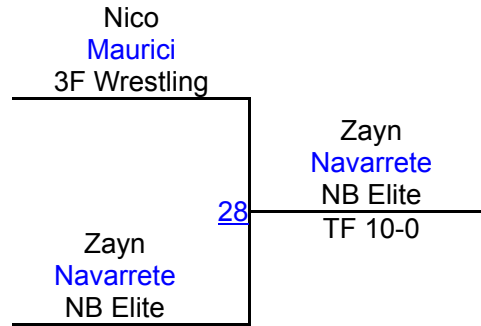 Nico
Maurici
3F Wrestling
Zayn
Navarrete
NB Elite
28
TF 10-0
Zayn
Navarrete
NB Elite